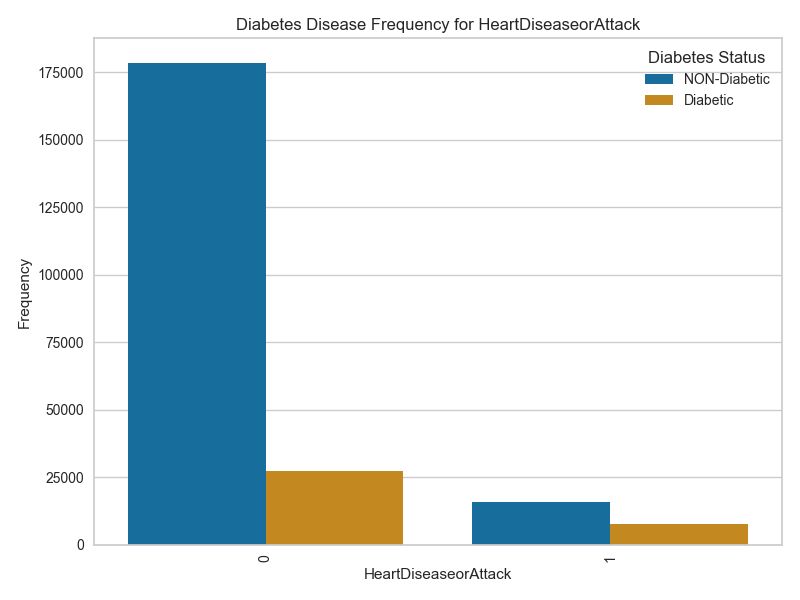 Diabetes Disease Frequency for HeartDiseaseorAttack
Diabetes Status
NON-Diabetic
Diabetic
Frequency
175000
150000
125000
100000
75000
50000
25000
0
0
1
HeartDiseaseorAttack